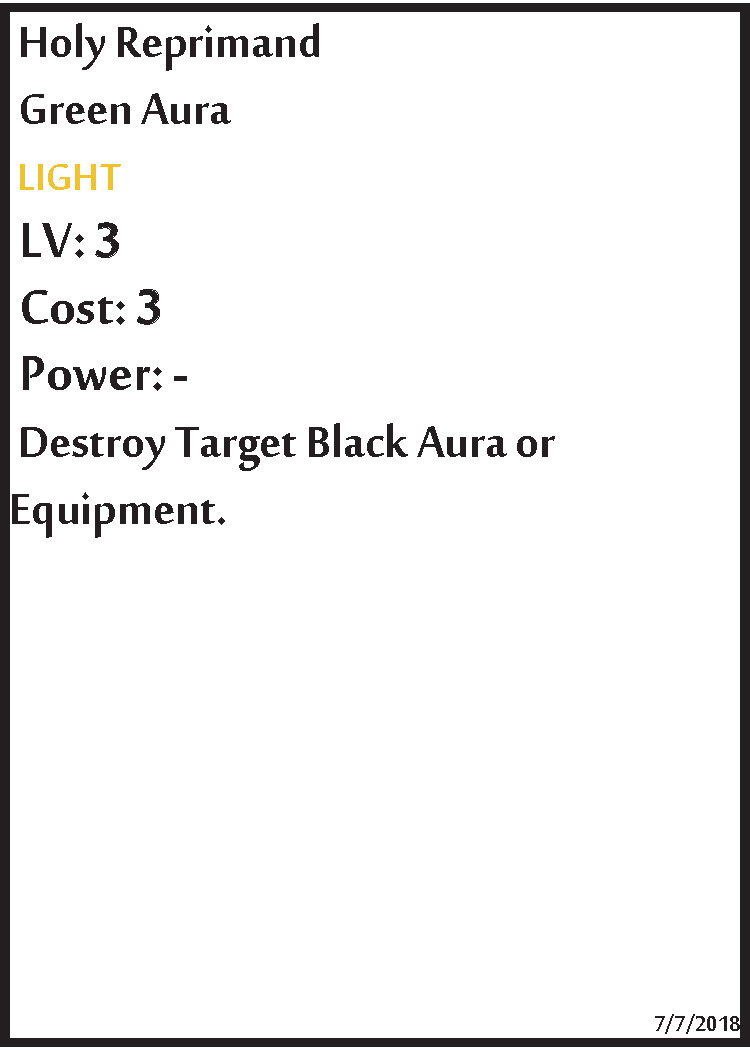 Holy Reprimand
Green Aura
LIGHT
LV: 3
Cost: 3
Power: -
Destroy Target Black Aura or
Equipment.
7/7/2018